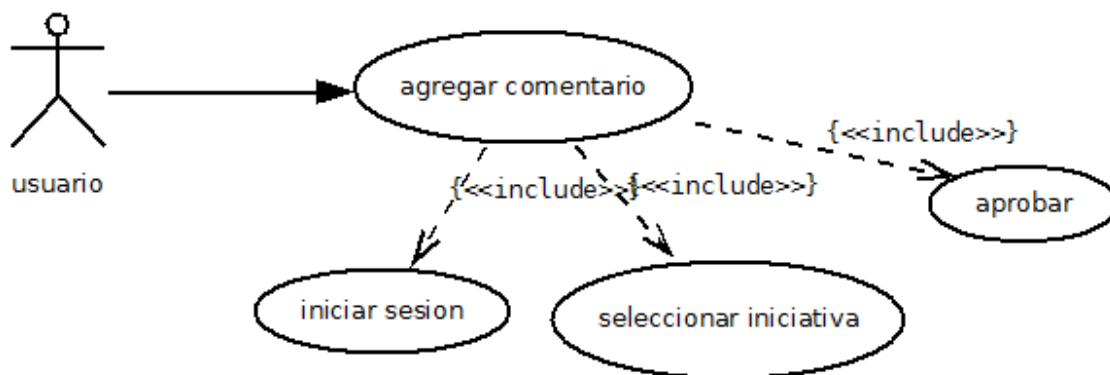 agregar comentario
{<<include>>}
usuario
{<<include>>}
{<<include>>}
aprobar
iniciar sesion
seleccionar iniciativa